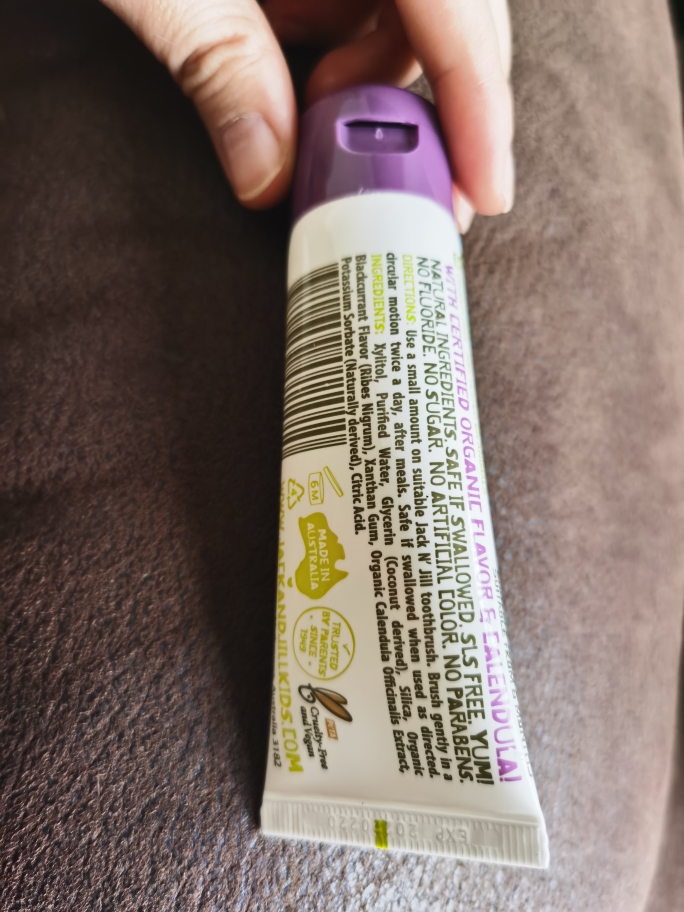 WITH CERTIFIED ORGANIC FLAVOR & CALENDULA!
NATURAL INGREDIENTS. SAFE IF SWALLOWED. SLS FREE. YUM!
NO FLUORIDE. NO SUGAR. NO ARTIFICIAL COLOR. NO PARABENS.
DIRECTIONS: Use a small amount on suitable Jack N' Jill toothbrush. Brush gently in a
circular motion twice a day, after meals. Safe if swallowed when used as directed.
INGREDIENTS: Xylitol, Purified Water, Glycerin (Coconut derived), Silica, Organic
Blackcurrant Flavor (Ribes Nigrum), Xanthan Gum, Organic Calendula Officinalis Extract,
Potassium Sorbate (Naturally derived), Citric Acid.
6M
MADE IN
AUSTRALIA
TRUSTED
BY PARENTS
SINCE
1949
Cruelty-Free
and Vegan
4
JACKANDJILLKIDS.COM
Australia 3182
EXP